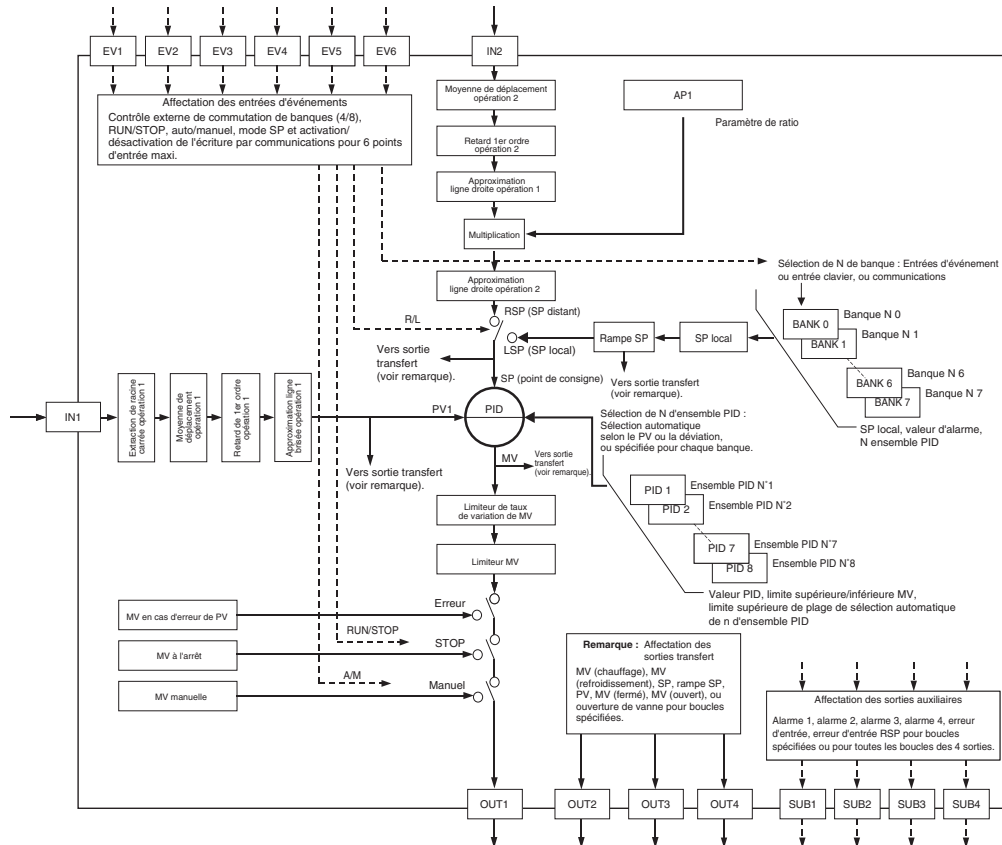 EV1
EV2
EV3
EV4
EV5
EV6
IN2
Affectation des entrées d'événements
Contrôle externe de commutation de banques (4/8),
RUN/STOP, auto/manuel, mode SP et activation/
désactivation de l'écriture par communications pour 6 points
d'entrée maxi.
Moyenne de déplacement
opération 2
AP1
Paramètre de ratio
Retard 1er ordre
opération 2
Approximation
ligne droite opération 1
Multiplication
Approximation
ligne droite opération 2
Sélection de N de banque : Entrées d'événement
ou entrée clavier, ou communications
RSP (SP distant)
R/L
LSP (SP local)
Rampe SP
SP local
BANK 0
Banque N 0
BANK 1
Banque N 1
BANK 6
Banque N 6
BANK 7
Banque N 7
SP local, valeur d'alarme,
N ensemble PID
Vers sortie
transfert
(voir remarque).
Vers sortie transfert
(voir remarque).
SP (point de consigne)
IN1
Extraction de racine
carrée opération 1
Moyenne de
déplacement
opération 1
Retard de 1er ordre
opération 1
Approximation ligne
brisée opération 1
PV1
PID
Vers sortie transfert
(voir remarque).
MV
Vers sortie
transfert
(voir remarque).
Sélection de N d'ensemble PID :
Sélection automatique
selon le PV ou la déviation,
ou spécifiée pour chaque banque.
PID 1
Ensemble PID N°1
PID 2
Ensemble PID N°2
PID 7
Ensemble PID N°7
PID 8
Ensemble PID N°8
Valeur PID, limite supérieure/inférieure MV,
limite supérieure de plage de sélection automatique
de n d'ensemble PID
Limiteur de taux
de variation de MV
Limiteur MV
MV en cas d'erreur de PV
Erreur
RUN/STOP
MV à l'arrêt
STOP
A/M
MV manuelle
Manuel
Remarque : Affectation des
sorties transfert
MV (chauffage), MV
(refroidissement), SP, rampe SP,
PV, MV (fermé), MV (ouvert), ou
ouverture de vanne pour boucles
spécifiées.
Affectation des sorties auxiliaires
Alarme 1, alarme 2, alarme 3, alarme 4, erreur
d'entrée, erreur d'entrée RSP pour boucles
spécifiées ou pour toutes les boucles des 4 sorties.
OUT1
OUT2
OUT3
OUT4
SUB1
SUB2
SUB3
SUB4